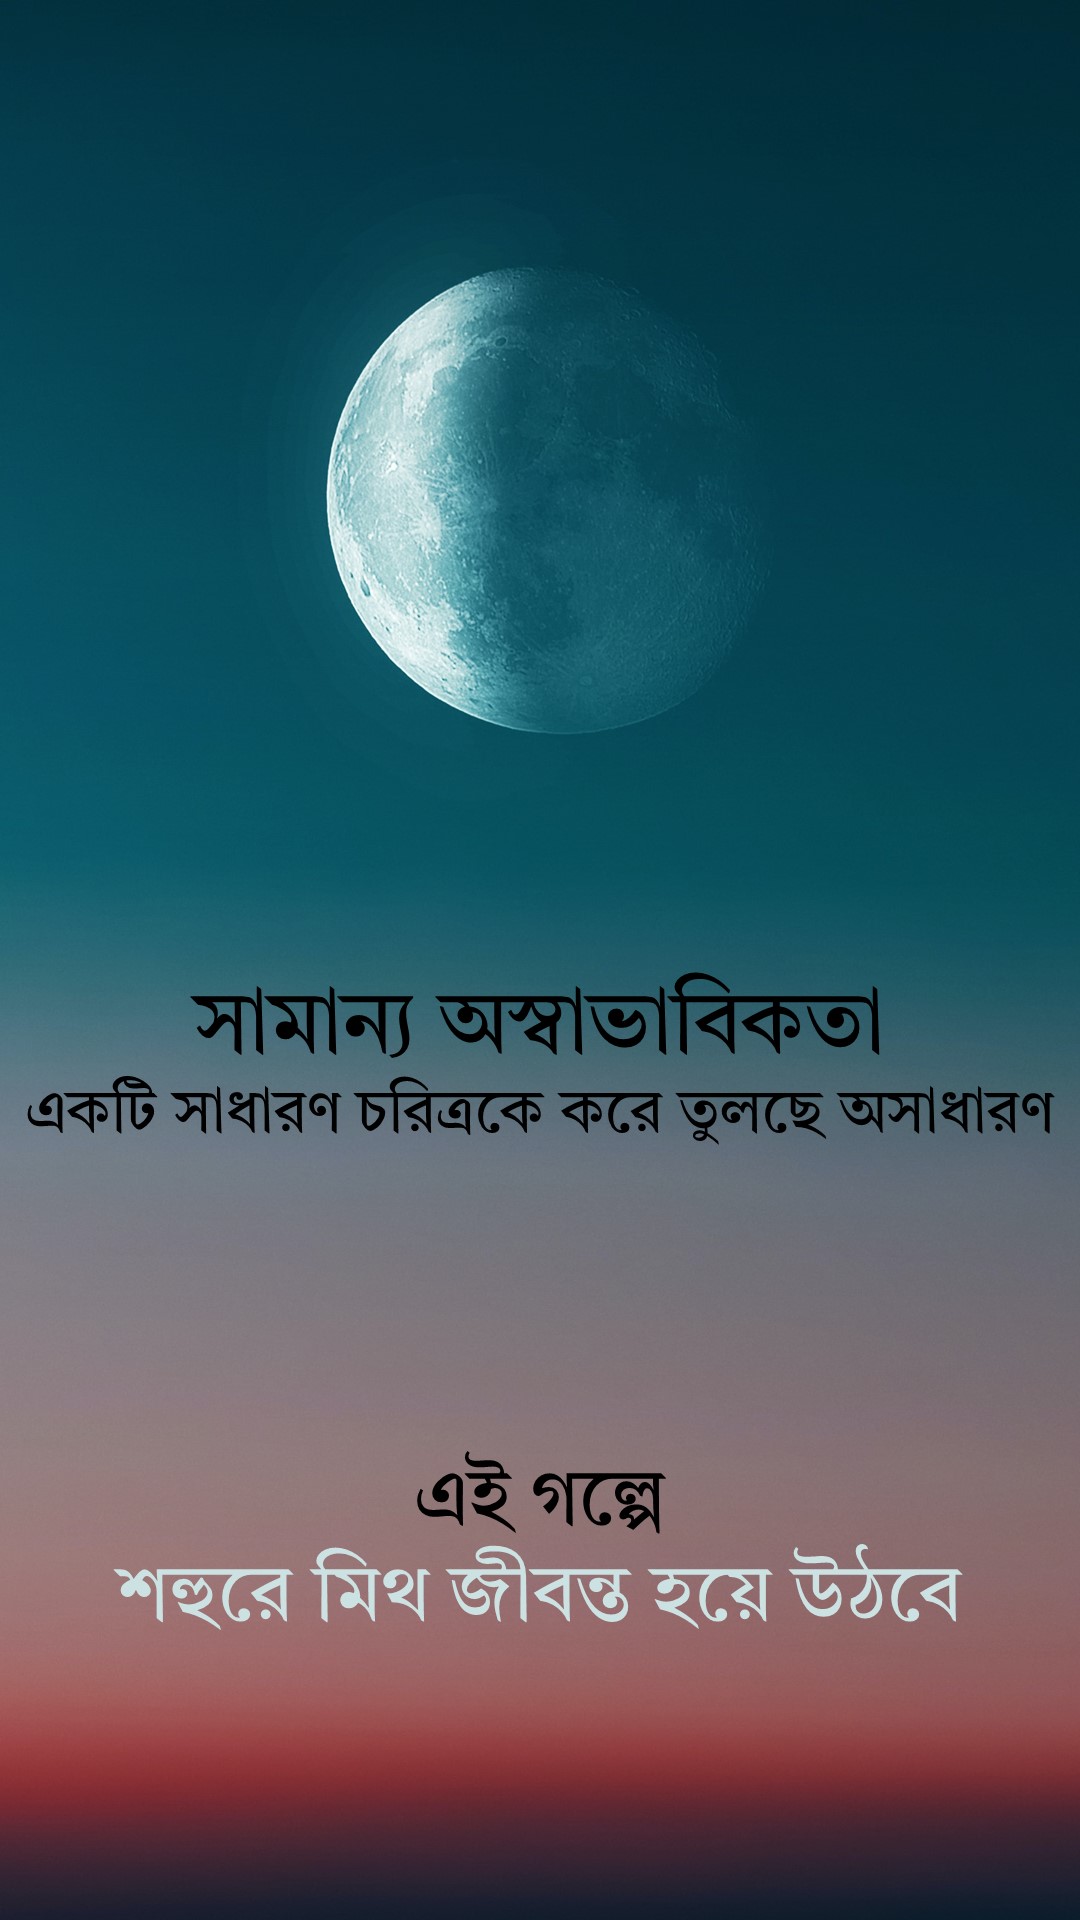 সামান্য অস্বাভাবিকতা
একটি সাধারণ চরিত্রকে করে তুলছে অসাধারণ
এই গল্পে
শহুরে মিথ জীবন্ত হয়ে উঠবে